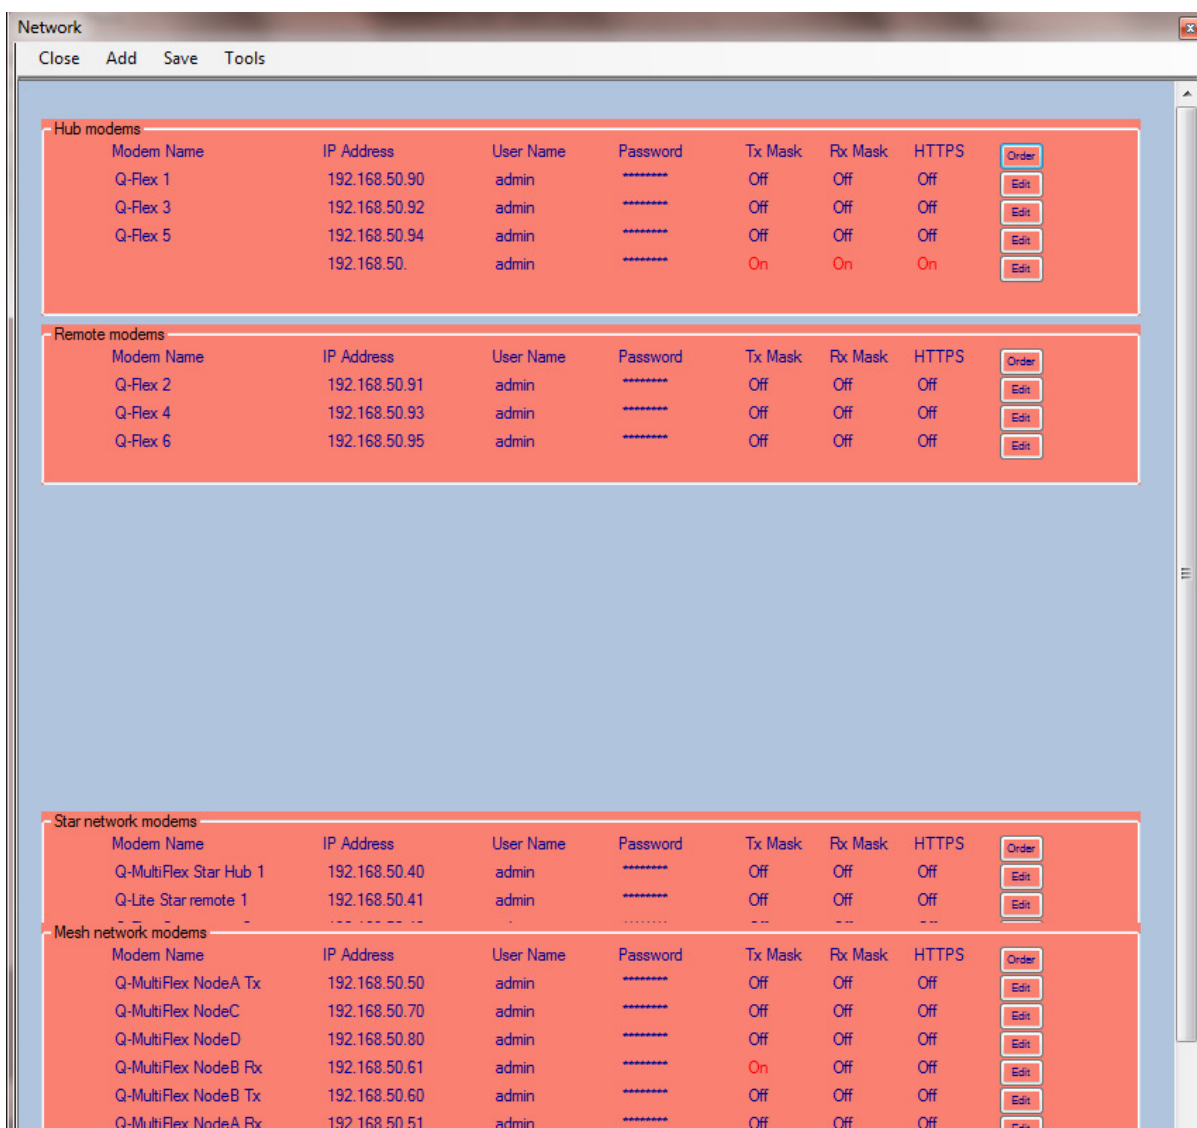 Network
Close Add Save Tools
Hub modems
Modem Name IP Address User Name Password Tx Mask Rx Mask HTTPS Order
Q-Flex 1 192.168.50.90 admin ******** Off Off Off Edit
Q-Flex 3 192.168.50.92 admin ******** Off Off Off Edit
Q-Flex 5 192.168.50.94 admin ******** Off Off Off Edit
192.168.50. admin ******** On On On Edit
Remote modems
Modem Name IP Address User Name Password Tx Mask Rx Mask HTTPS Order
Q-Flex 2 192.168.50.91 admin ******** Off Off Off Edit
Q-Flex 4 192.168.50.93 admin ******** Off Off Off Edit
Q-Flex 6 192.168.50.95 admin ******** Off Off Off Edit
Star network modems
Modem Name IP Address User Name Password Tx Mask Rx Mask HTTPS Order
Q-MultiFlex Star Hub 1 192.168.50.40 admin ******** Off Off Off Edit
Q-Lite Star remote 1 192.168.50.41 admin ******** Off Off Off Edit
Mesh network modems
Modem Name IP Address User Name Password Tx Mask Rx Mask HTTPS Order
Q-MultiFlex NodeA Tx 192.168.50.50 admin ******** Off Off Off Edit
Q-MultiFlex NodeC 192.168.50.70 admin ******** Off Off Off Edit
Q-MultiFlex NodeD 192.168.50.80 admin ******** Off Off Off Edit
Q-MultiFlex NodeB Rx 192.168.50.61 admin ******** On Off Off Edit
Q-MultiFlex NodeB Tx 192.168.50.60 admin ******** Off Off Off Edit
Q-MultiFlex NodeA Rx 192.168.50.51 admin ******** Off Off Off Edit